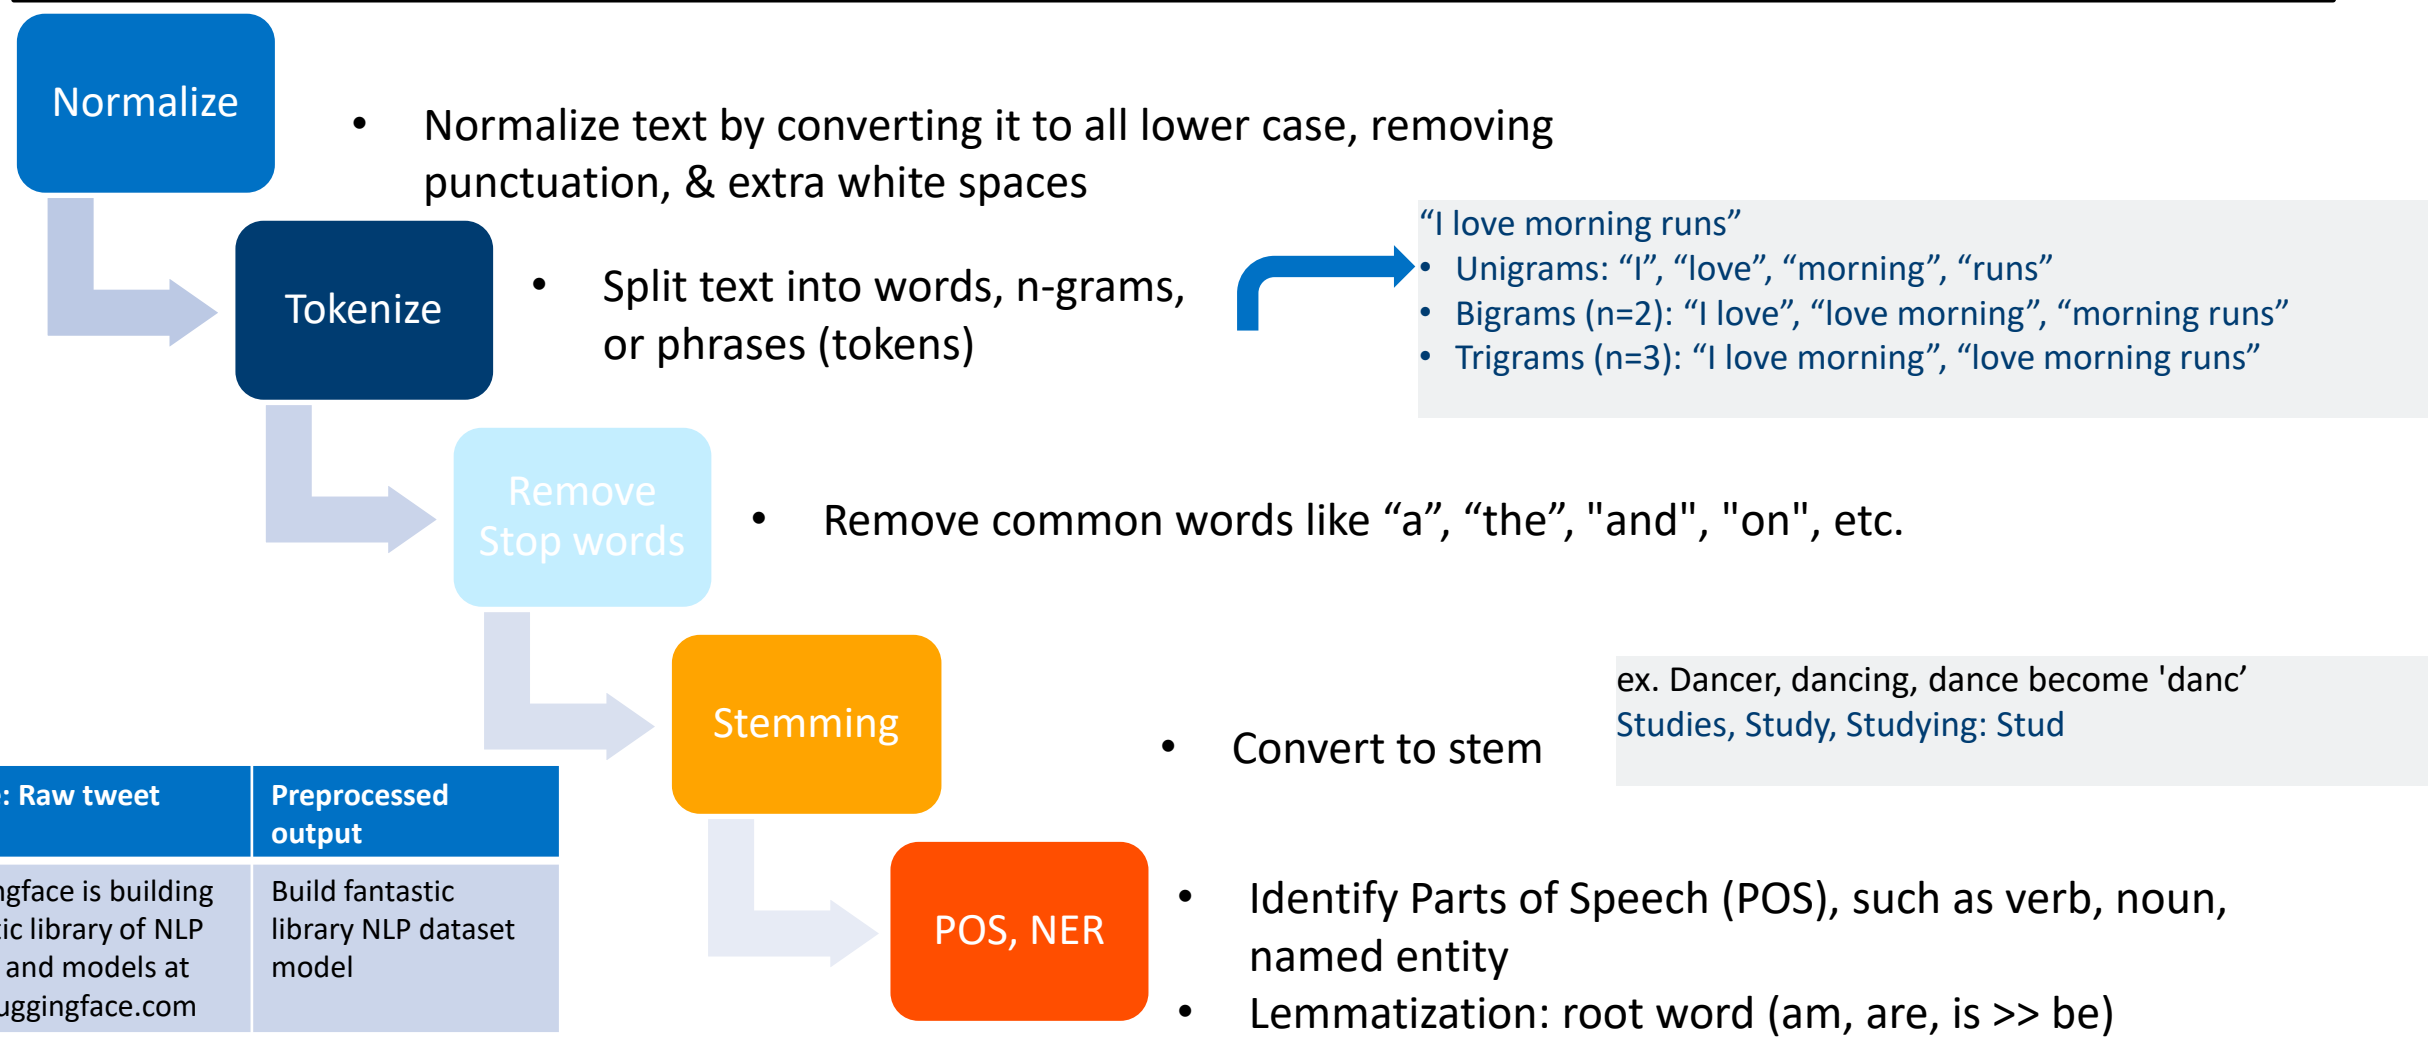 Normalize
• Normalize text by converting it to all lower case, removing
punctuation, & extra white spaces
Tokenize
• Split text into words, n-grams,
or phrases (tokens)
“I love morning runs”
• Unigrams: “I”, “love”, “morning”, “runs”
• Bigrams (n=2): “I love”, “love morning”, “morning runs”
• Trigrams (n=3): “I love morning”, “love morning runs”
Remove
Stop words
• Remove common words like “a”, “the”, "and", "on", etc.
Stemming
• Convert to stem
ex. Dancer, dancing, dance become 'danc’
Studies, Study, Studying: Stud
: Raw tweet
Preprocessed
output
ngface is building
tic library of NLP
and models at
uggingface.com
Build fantastic
library NLP dataset
model
POS, NER
• Identify Parts of Speech (POS), such as verb, noun,
named entity
• Lemmatization: root word (am, are, is >> be)